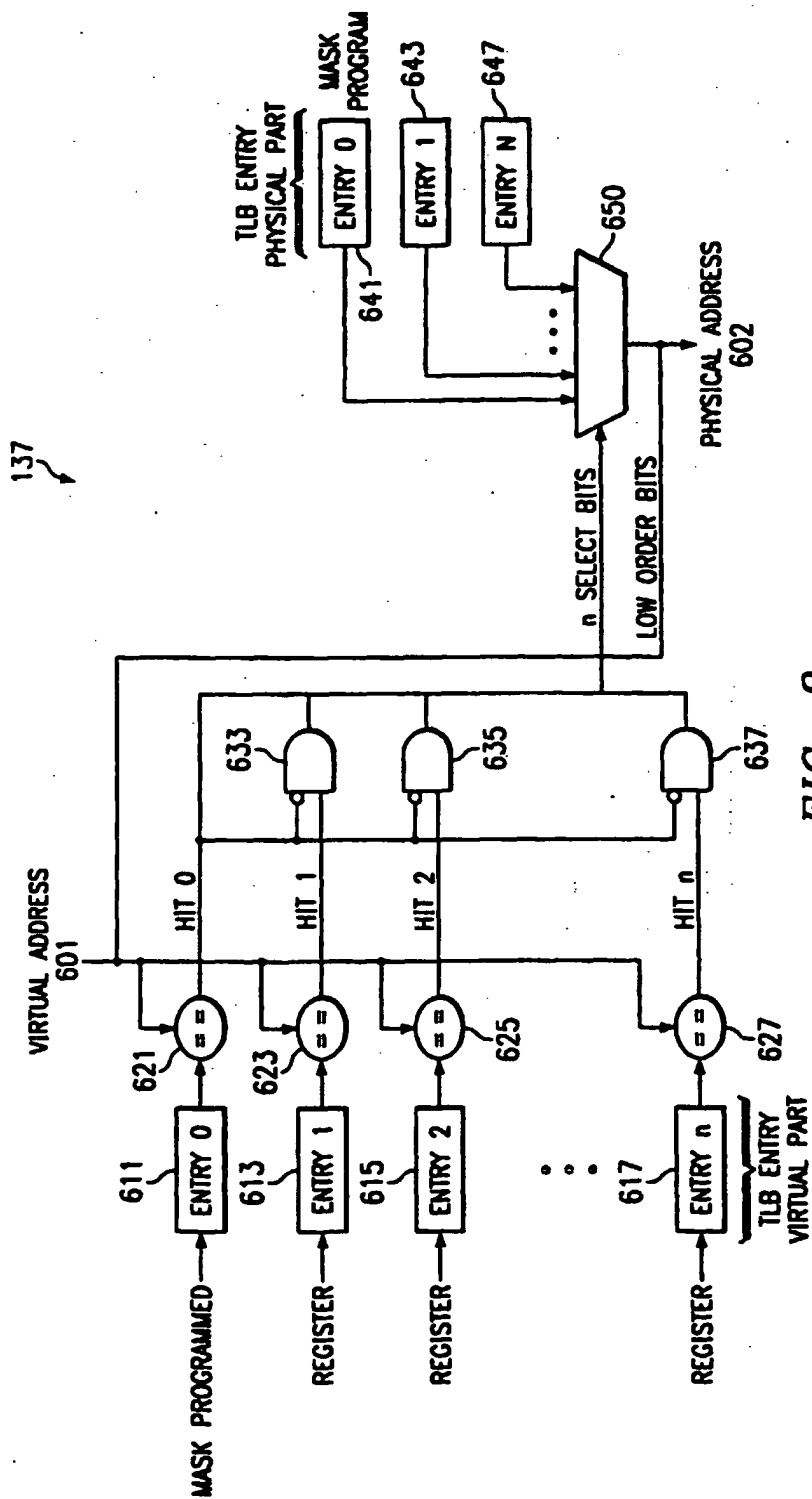 137
VIRTUAL ADDRESS
601
MASK PROGRAMMED
611
ENTRY 0
621
= =
HIT 0
REGISTER
613
ENTRY 1
623
= =
HIT 1
633
REGISTER
615
ENTRY 2
625
= =
HIT 2
635
REGISTER
617
ENTRY n
627
= =
HIT n
637
TLB ENTRY
VIRTUAL PART
n SELECT BITS
LOW ORDER BITS
TLB ENTRY
PHYSICAL PART
ENTRY 0
641
MASK
PROGRAM
ENTRY 1
643
ENTRY N
647
650
PHYSICAL ADDRESS
602